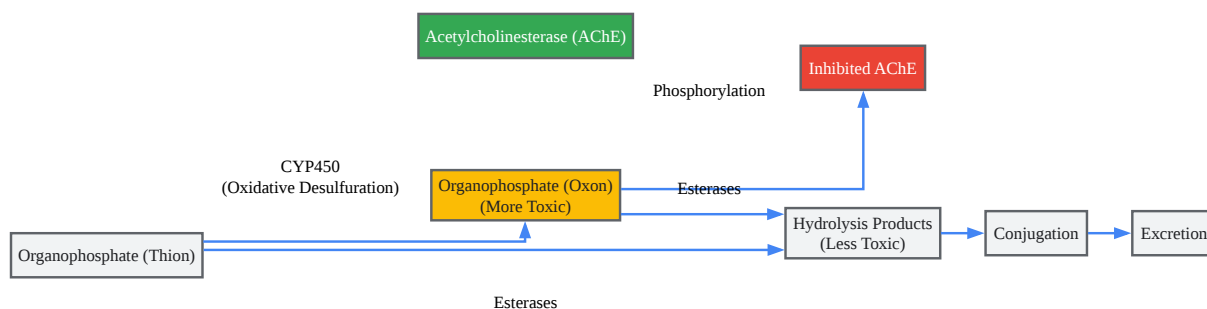 Acetylcholinesterase (AChE)
Inhibited AChE
Phosphorylation
CYP450
(Oxidative Desulfuration)
Organophosphate (Oxon)
(More Toxic)
Esterases
Hydrolysis Products
(Less Toxic)
Conjugation
Excretion
Organophosphate (Thion)
Esterases